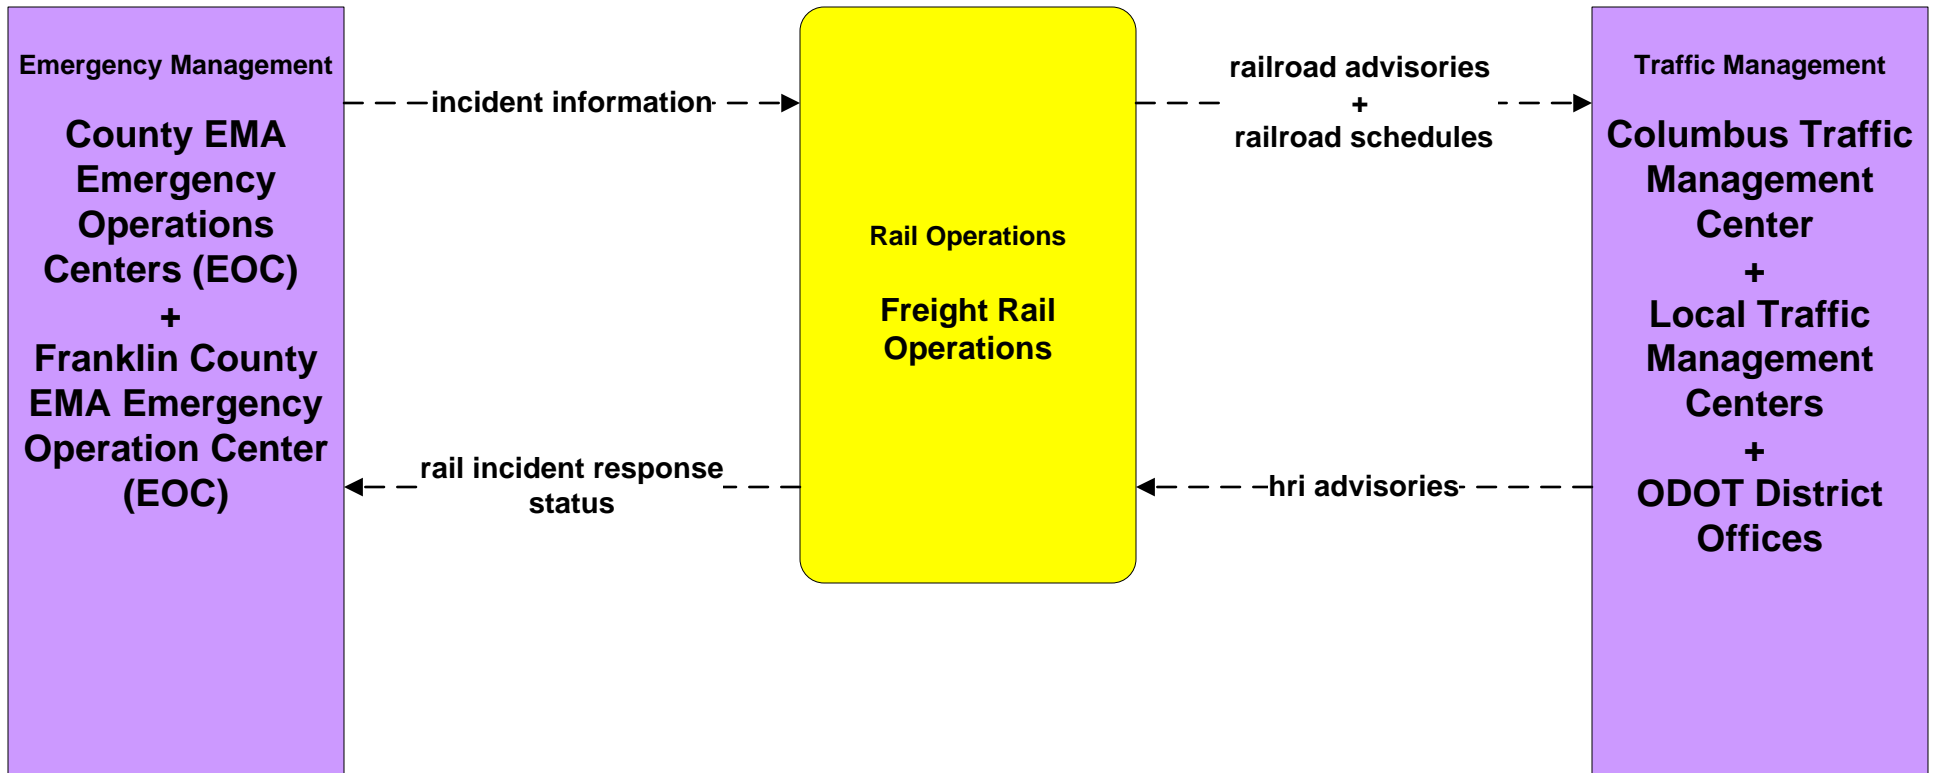 Emergency Management
County EMA
Emergency
Operations
Centers (EOC)
+
Franklin County
EMA Emergency
Operation Center
(EOC)
incident information
rail incident response
status
Rail Operations
Freight Rail
Operations
railroad advisories
+
railroad schedules
hri advisories
Traffic Management
Columbus Traffic
Management
Center
+
Local Traffic
Management
Centers
+
ODOT District
Offices